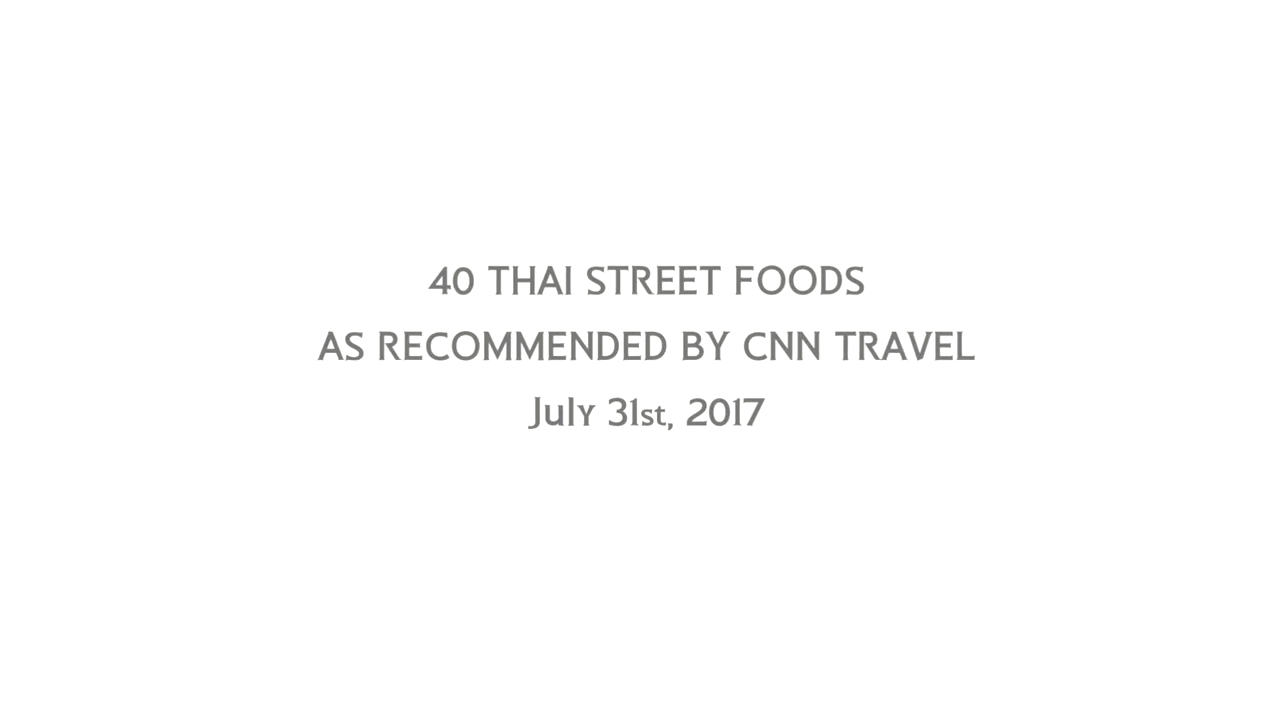 40 THAI STREET FOODS
AS RECOMMENDED BY CNN TRAVEL
July 31st, 2017